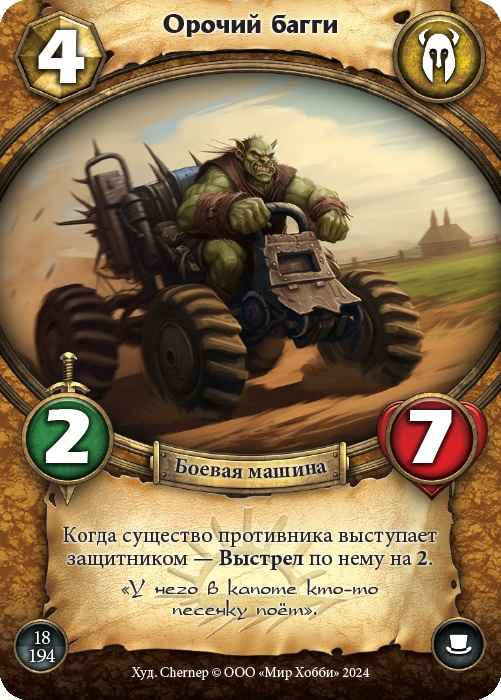 Орочий багги
4
2
7
Боевая машина
Когда существо противника выступает
защитником — Выстрел по нему на 2.
«У него в капоте кто-то
песенку поёт».
18
194
Худ. Chernep © ООО «Мир Хобби» 2024